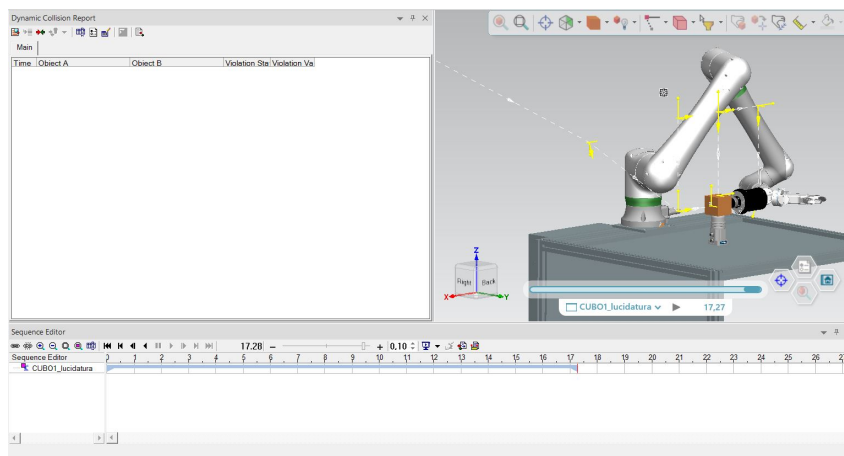 Dynamic Collision Report
Main
Time Object A Object B Violation Sta Violation Va
Z
Right Back
X Y
CUBO1_lucidatura 17,27
Sequence Editor
17.28 0,10
Sequence Editor 0 1 2 3 4 5 6 7 8 9 10 11 12 13 14 15 16 17 18 19 20 21 22 23 24 25 26 2
CUBO1_lucidatura